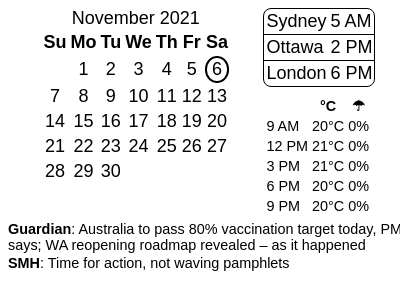 November 2021
Su Mo Tu We Th Fr Sa
1 2 3 4 5 6
7 8 9 10 11 12 13
14 15 16 17 18 19 20
21 22 23 24 25 26 27
28 29 30
Sydney 5 AM
Ottawa 2 PM
London 6 PM
°C ☂
9 AM 20°C 0%
12 PM 21°C 0%
3 PM 21°C 0%
6 PM 20°C 0%
9 PM 20°C 0%
Guardian: Australia to pass 80% vaccination target today, PM
says; WA reopening roadmap revealed – as it happened
SMH: Time for action, not waving pamphlets